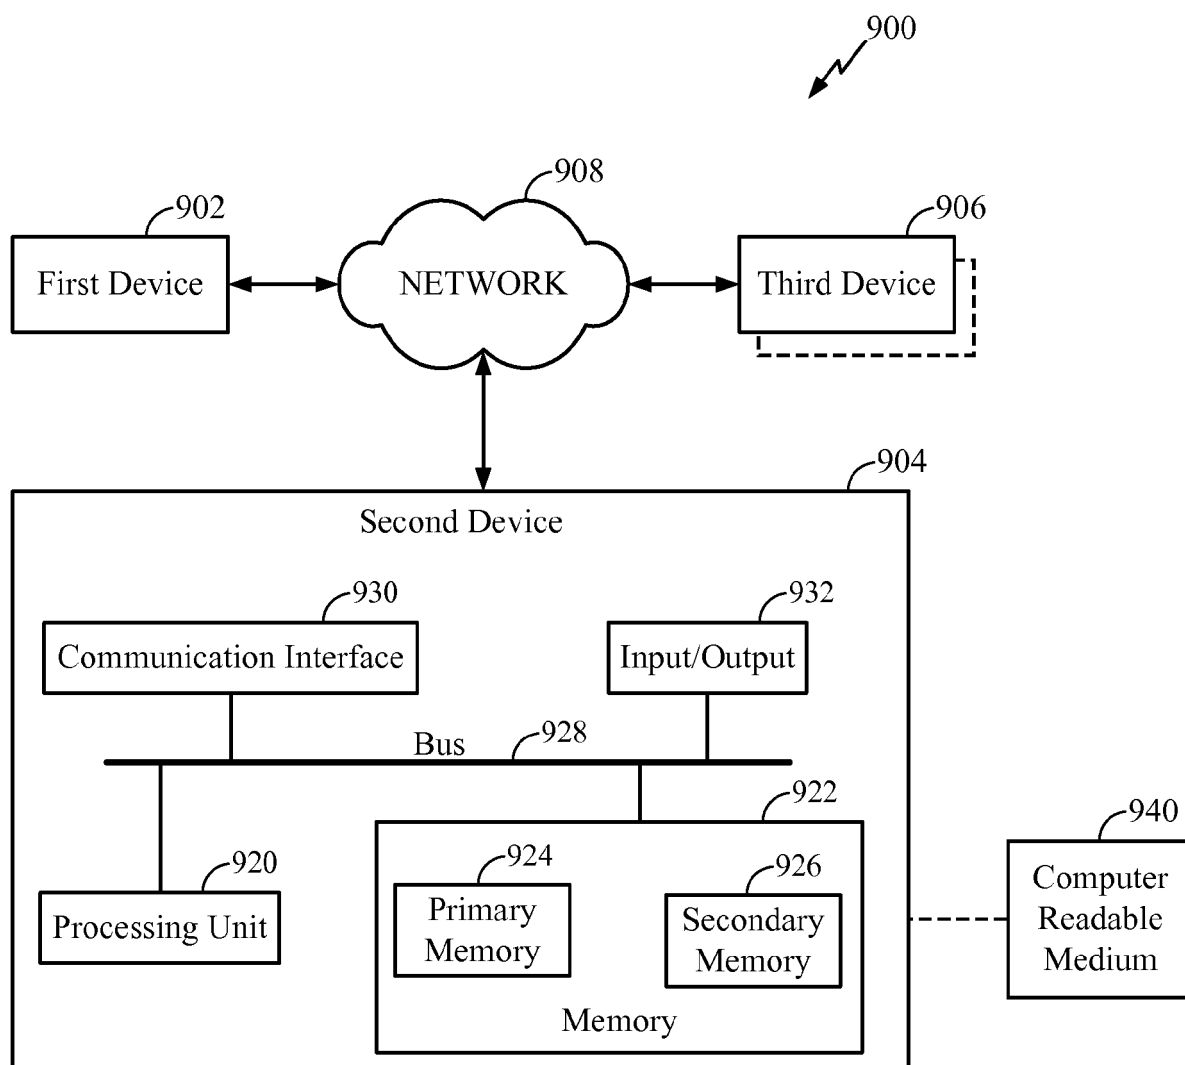 900
908
902
906
First Device
NETWORK
Third Device
904
Second Device
930
932
Communication Interface
Input/Output
Bus
928
922
940
920
924
926
Processing Unit
Primary
Memory
Secondary
Memory
Computer
Readable
Medium
Memory